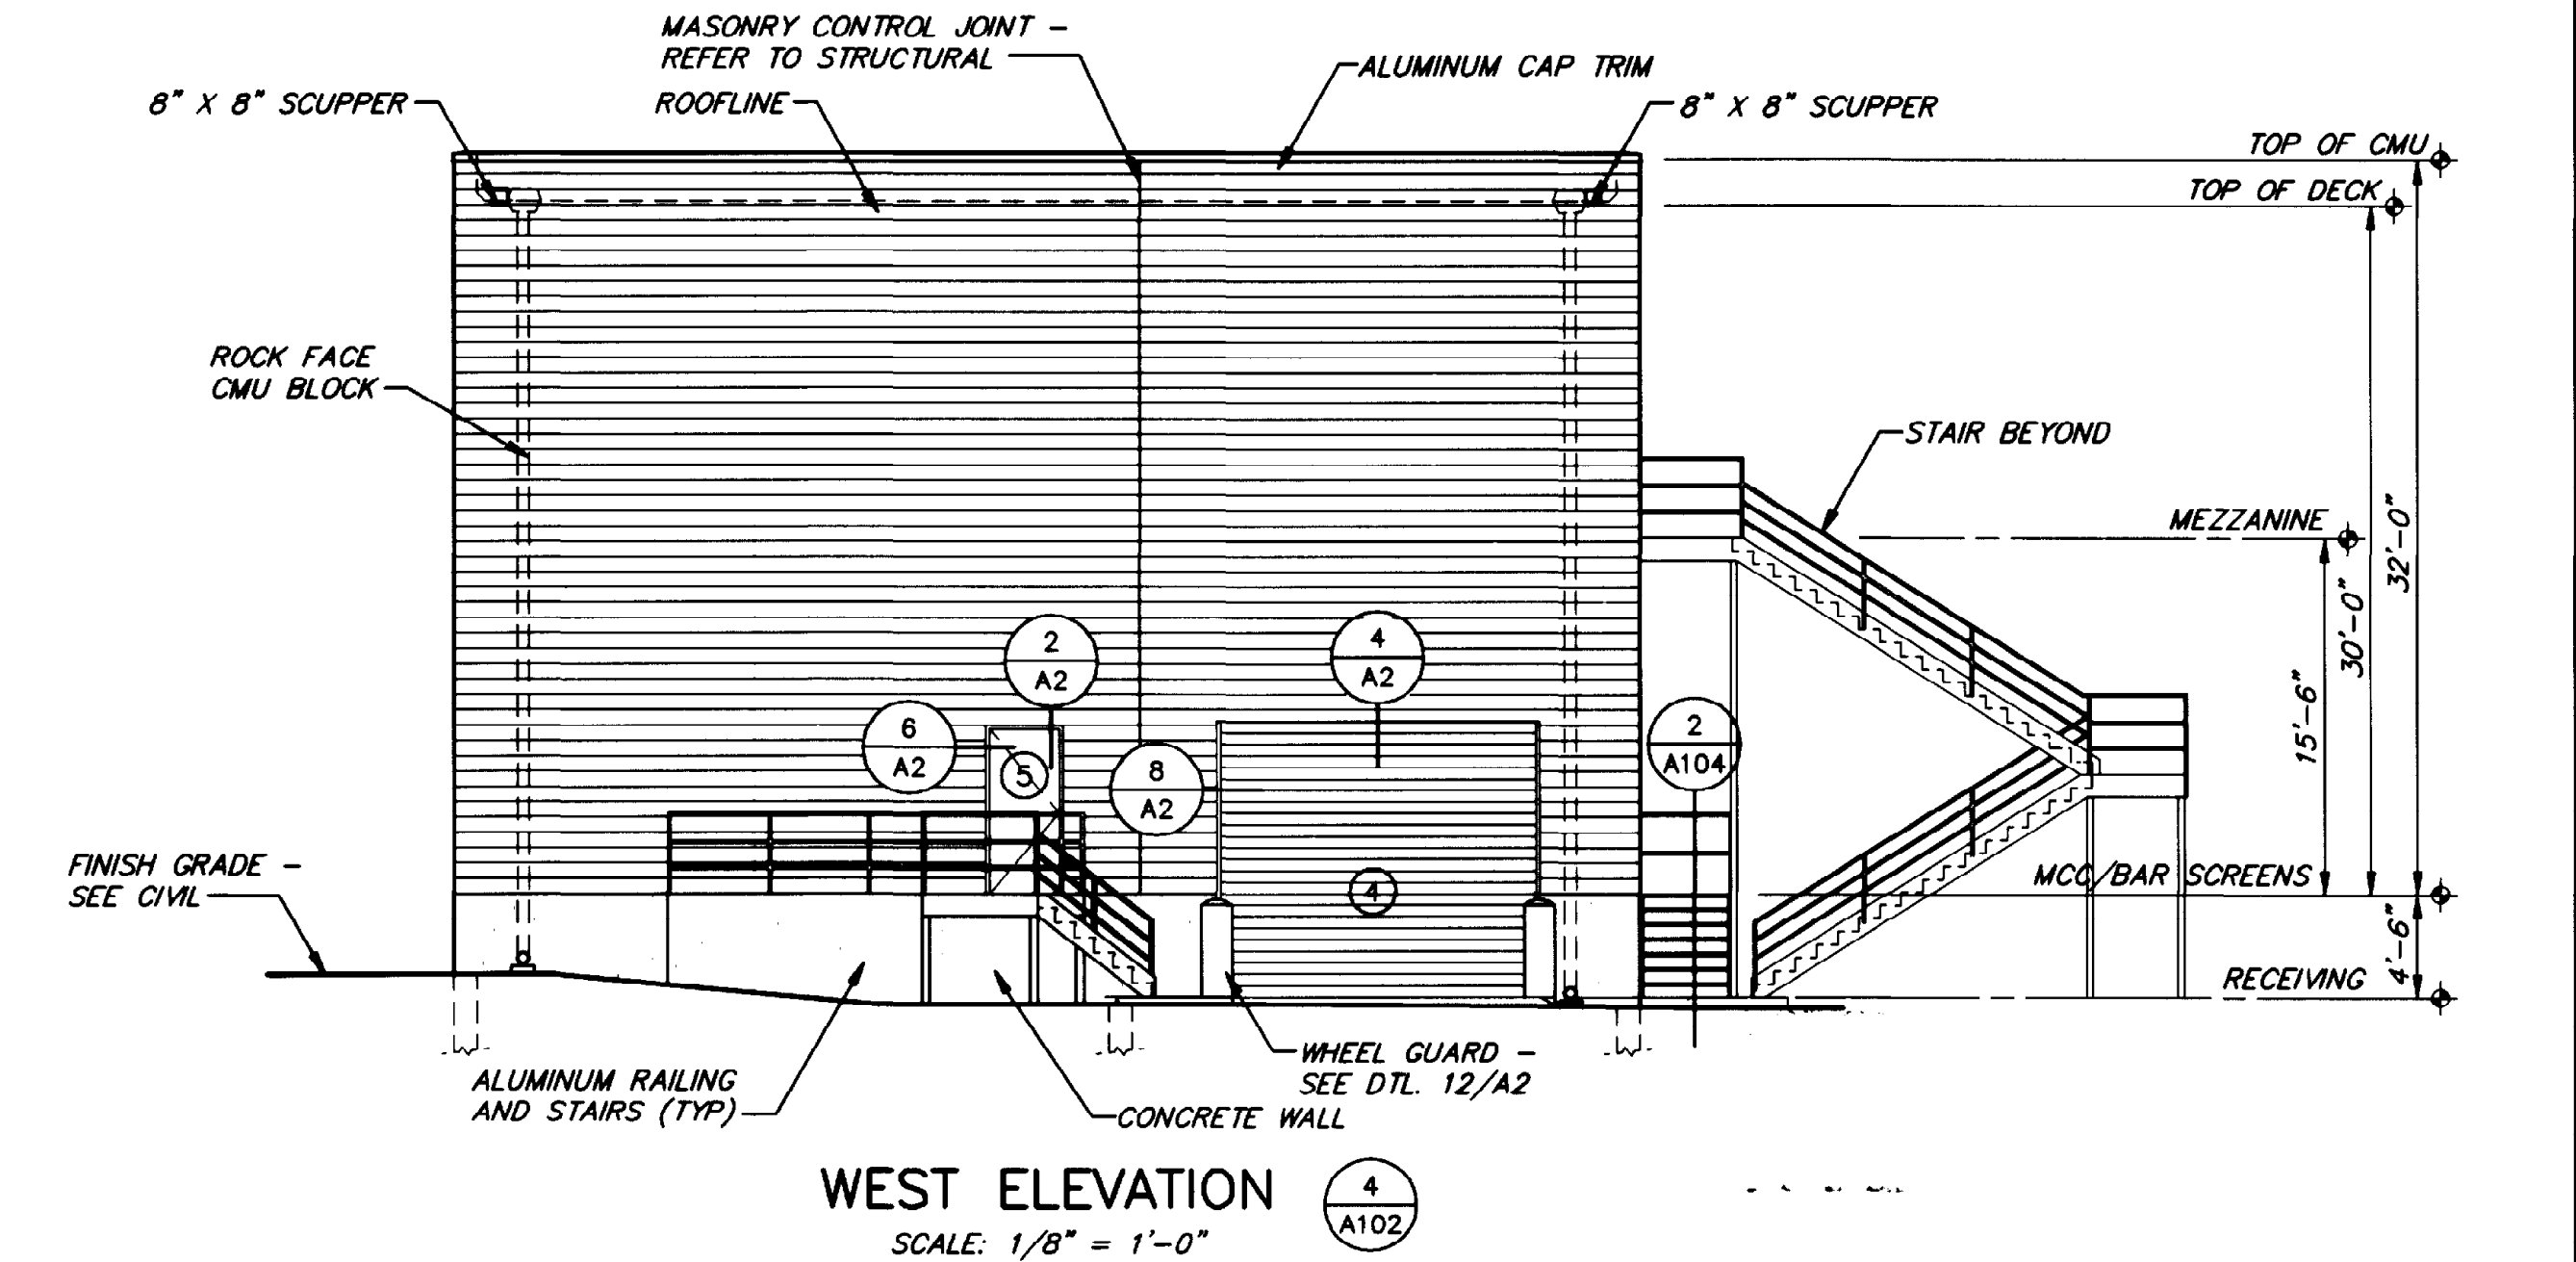 MASONRY CONTROL JOINT –
REFER TO STRUCTURAL
ALUMINUM CAP TRIM
8" X 8" SCUPPER
ROOFLINE
8" X 8" SCUPPER
TOP OF CMU
TOP OF DECK
ROCK FACE
CMU BLOCK
STAIR BEYOND
MEZZANINE
32'-0"
30'-0"
15'-6"
2
A2
4
A2
6
A2
5
8
A2
2
A104
4
FINISH GRADE –
SEE CIVIL
MCC/BAR SCREENS
4'-6"
RECEIVING
ALUMINUM RAILING
AND STAIRS (TYP)
CONCRETE WALL
WHEEL GUARD –
SEE DTL. 12/A2
WEST ELEVATION
4
A102
SCALE: 1/8" = 1'-0"